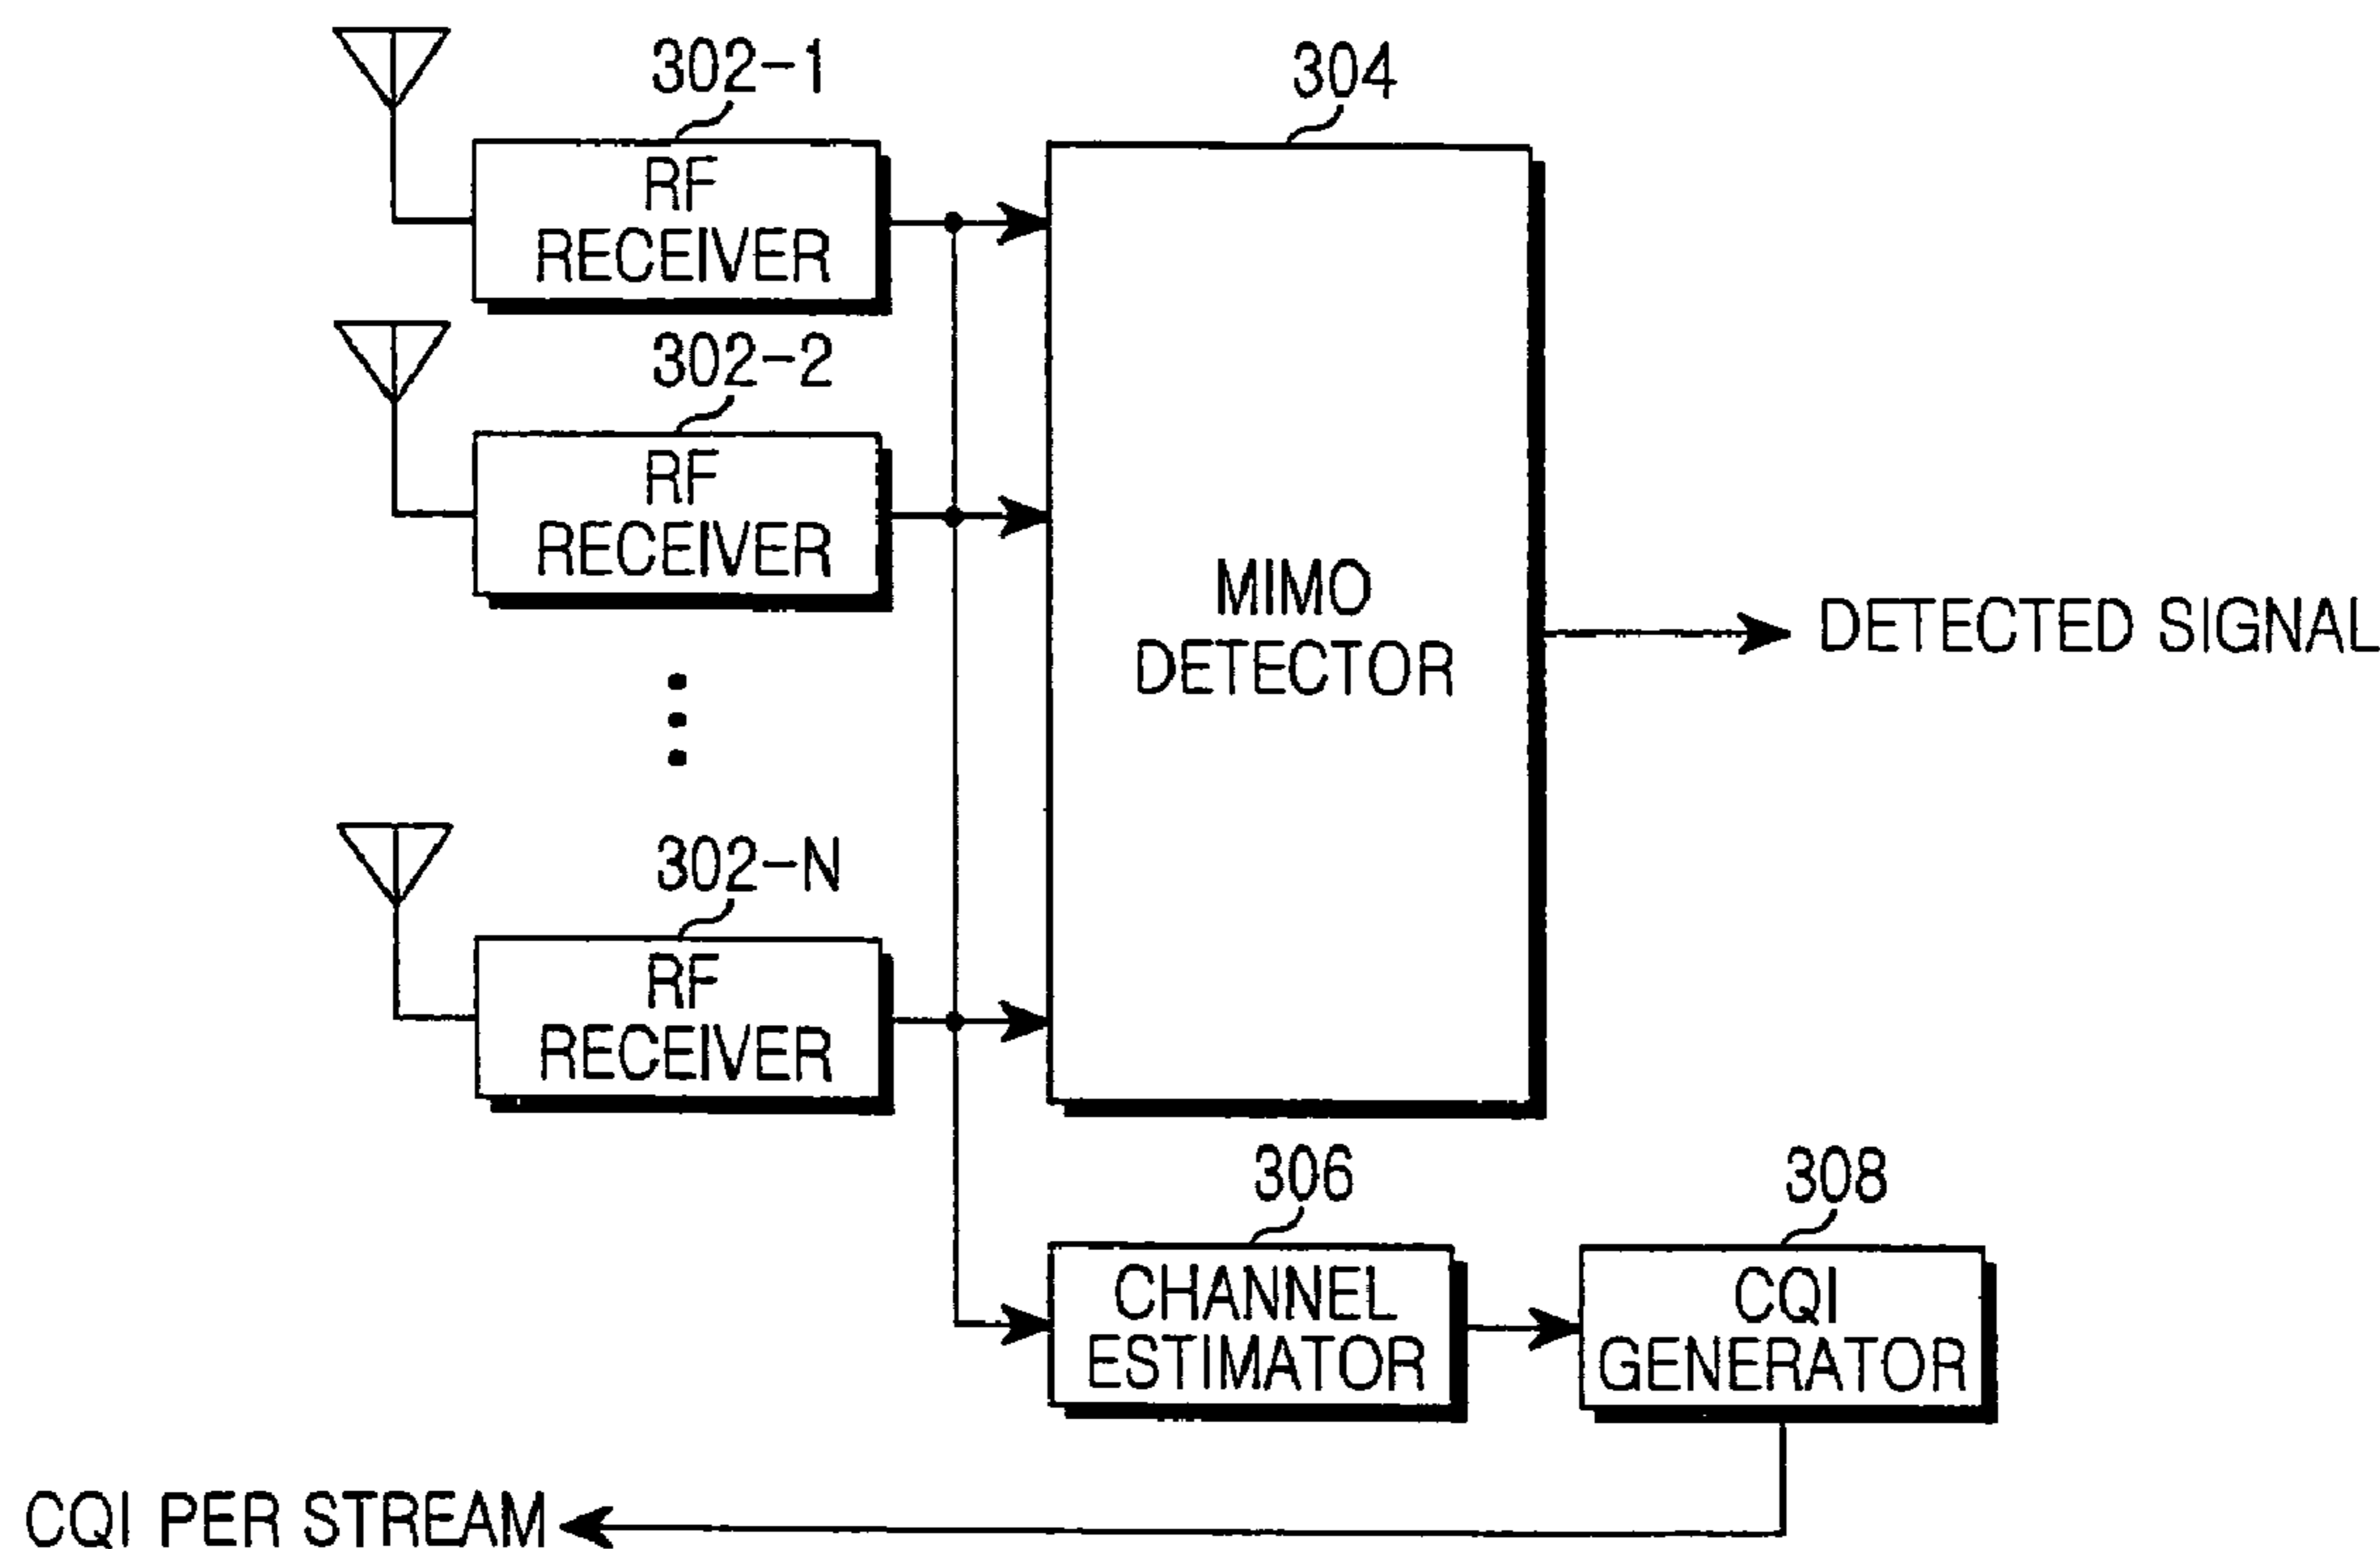 302-1
304
RF
RECEIVER
302-2
RF
RECEIVER
MIMO
DETECTOR
DETECTED SIGNAL
302-N
RF
RECEIVER
306
308
CHANNEL
ESTIMATOR
CQI
GENERATOR
CQI PER STREAM